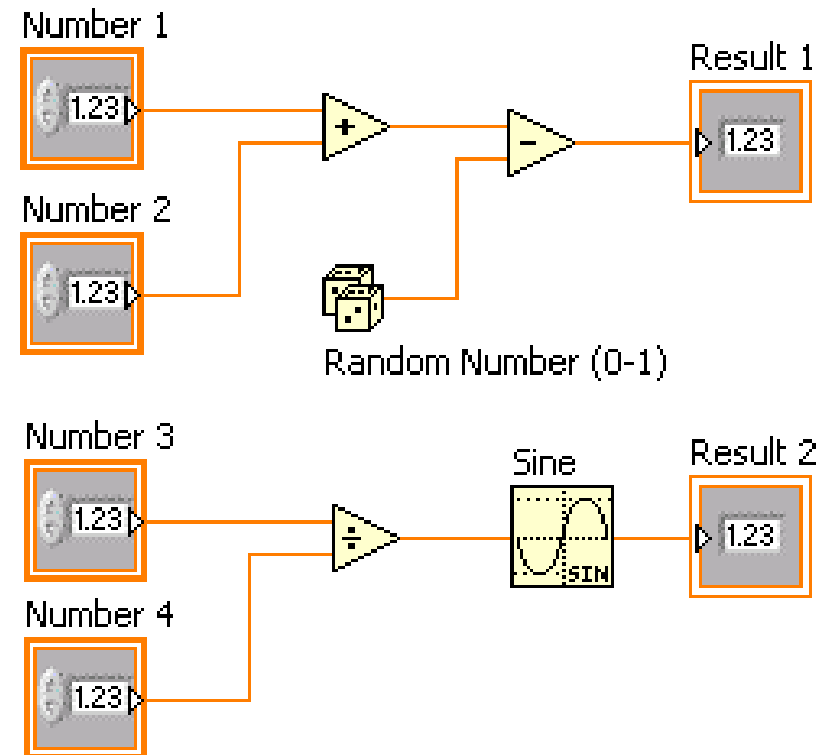 Number 1
1.23
+
-
Result 1
1.23
Number 2
1.23
Random Number (0-1)
Number 3
1.23
÷
Sine
SIN
Result 2
1.23
Number 4
1.23